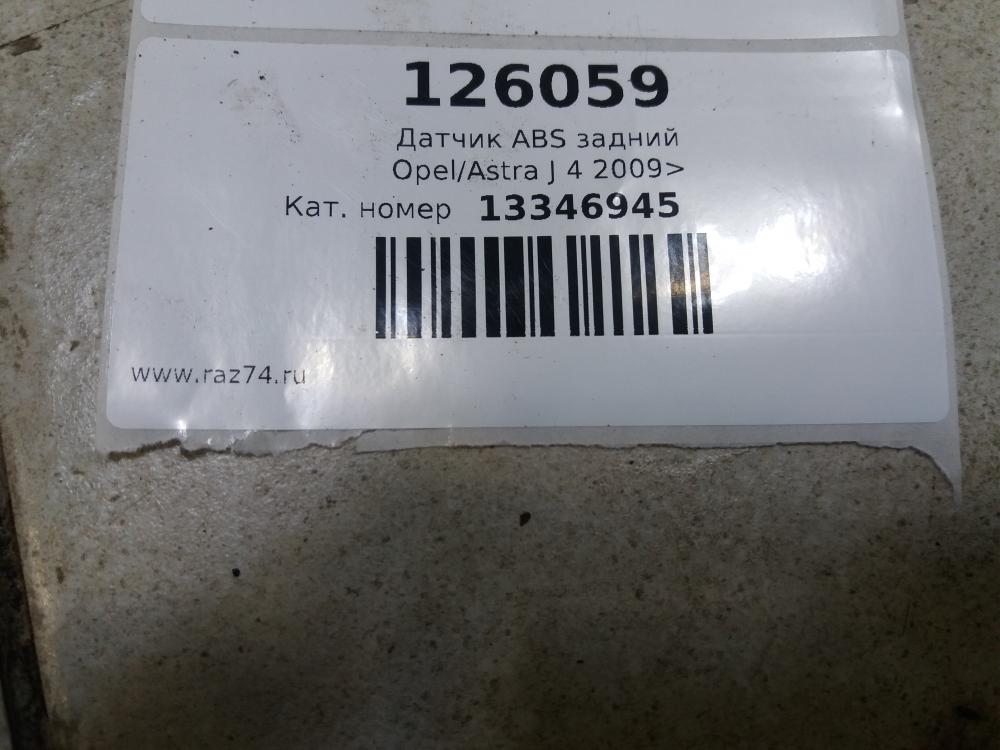 126059
Датчик ABS задний
Opel/Astra J 4 2009>
Кат. номер 13346945
www.raz74.ru